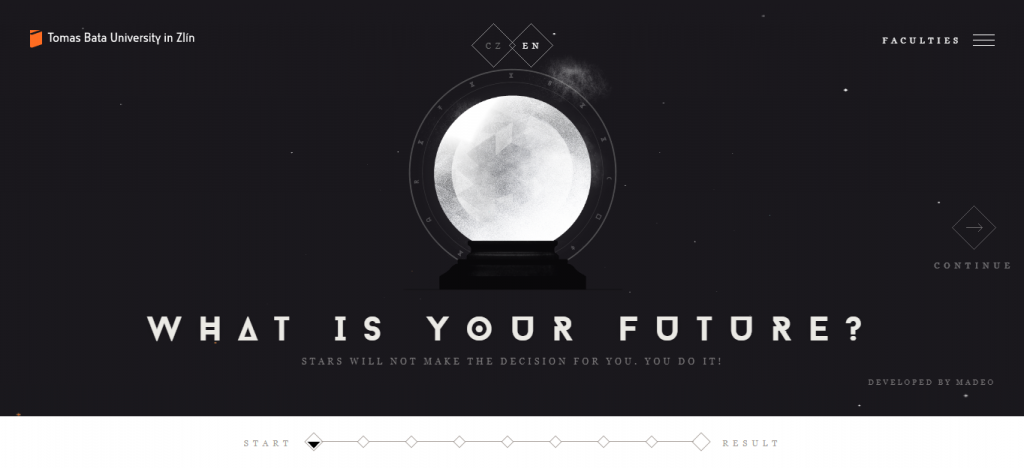 Tomas Bata University in Zlín
CZ EN
FACULTIES
CONTINUE
WHAT IS YOUR FUTURE?
STARS WILL NOT MAKE THE DECISION FOR YOU. YOU DO IT!
DEVELOPED BY MADEO
START RESULT